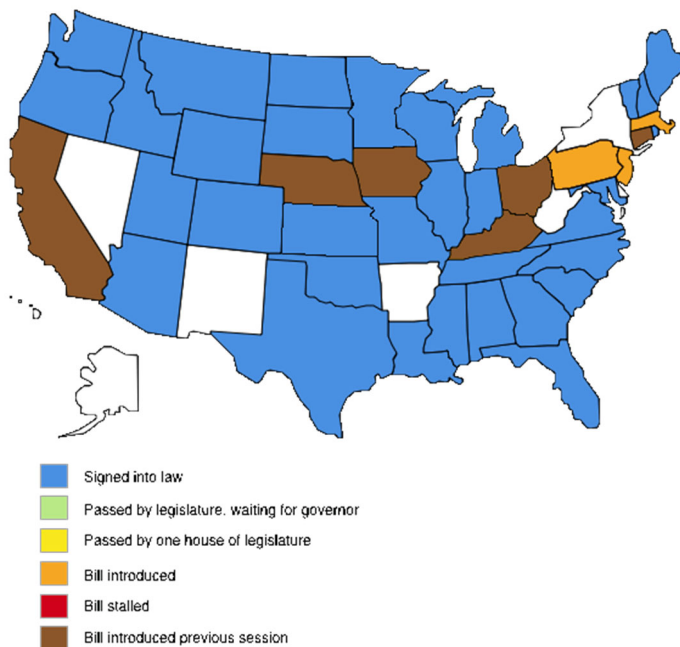 Signed into law
Passed by legislature. waiting for governor
Passed by one house of legislature
Bill introduced
Bill stalled
Bill introduced previous session